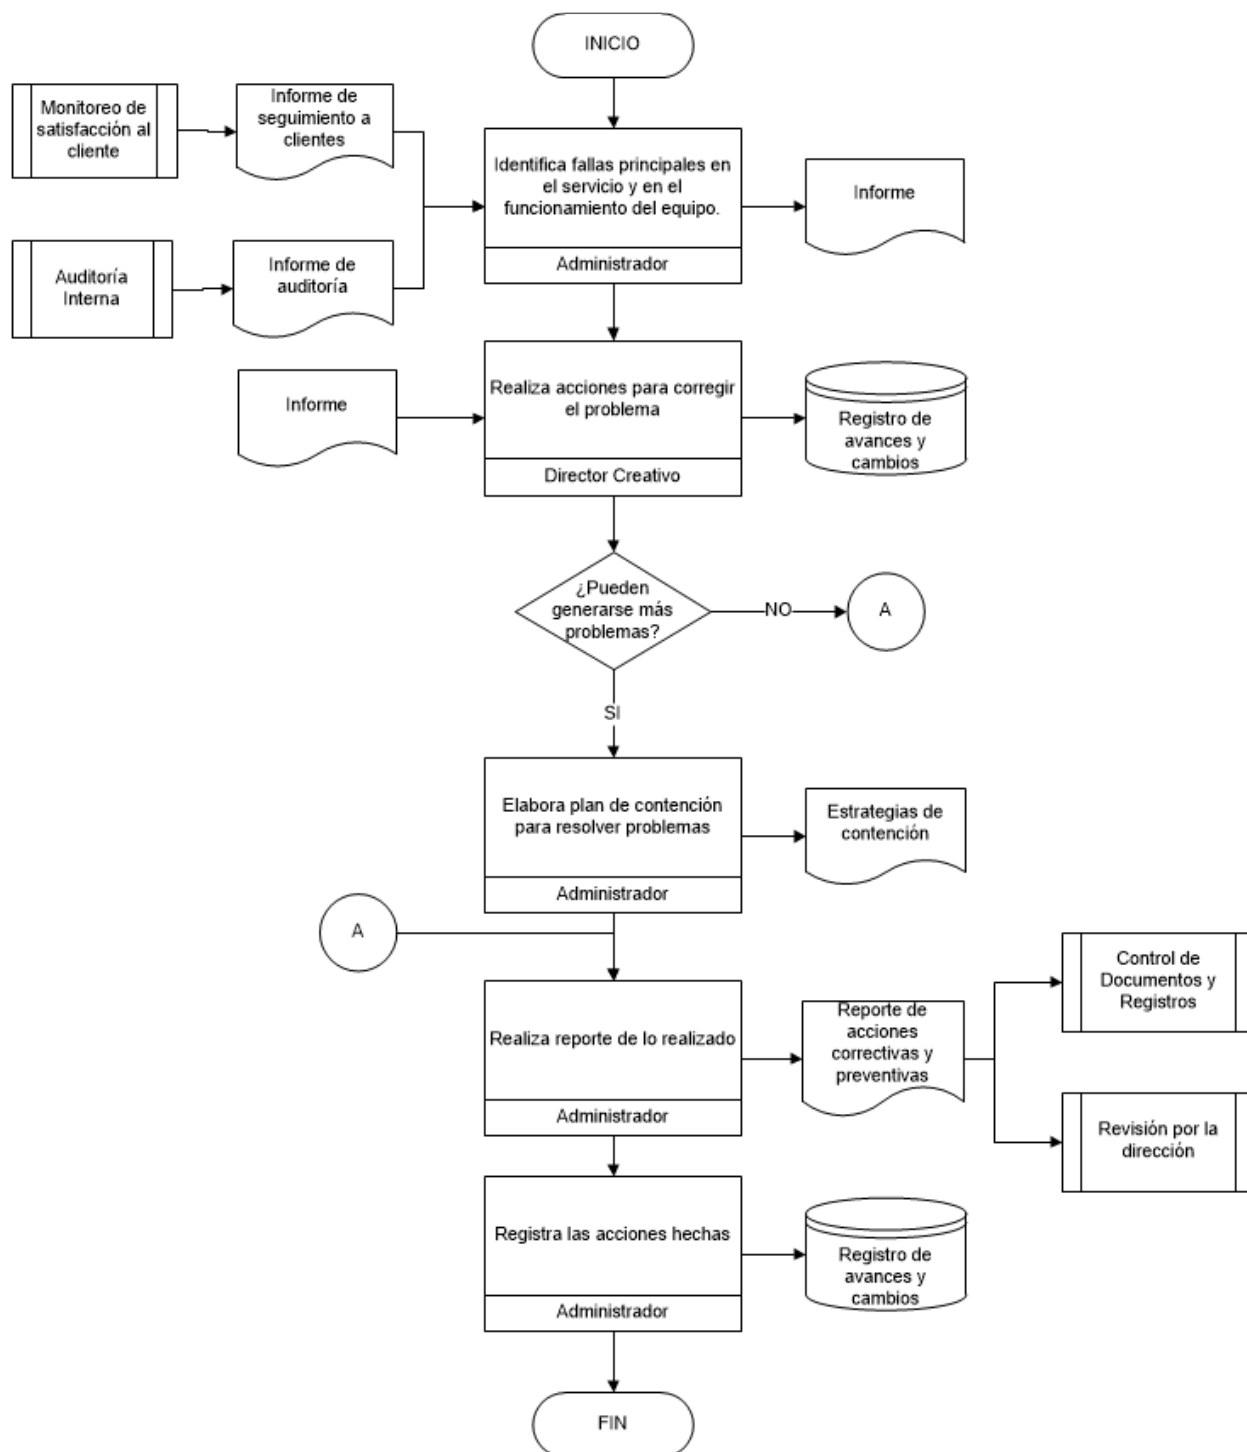 INICIO
Monitoreo de
satisfacción al
cliente
Informe de
seguimiento a
clientes
Identifica fallas principales en
el servicio y en el
funcionamiento del equipo.
Administrador
Informe
Auditoría
Interna
Informe de
auditoría
Informe
Realiza acciones para corregir
el problema
Director Creativo
Registro de
avances y
cambios
¿Pueden
generarse más
problemas?
NO
A
SI
Elabora plan de contención
para resolver problemas
Administrador
Estrategias de
contención
A
Realiza reporte de lo realizado
Administrador
Reporte de
acciones
correctivas y
preventivas
Control de
Documentos y
Registros
Revisión por la
dirección
Registra las acciones hechas
Administrador
Registro de
avances y
cambios
FIN